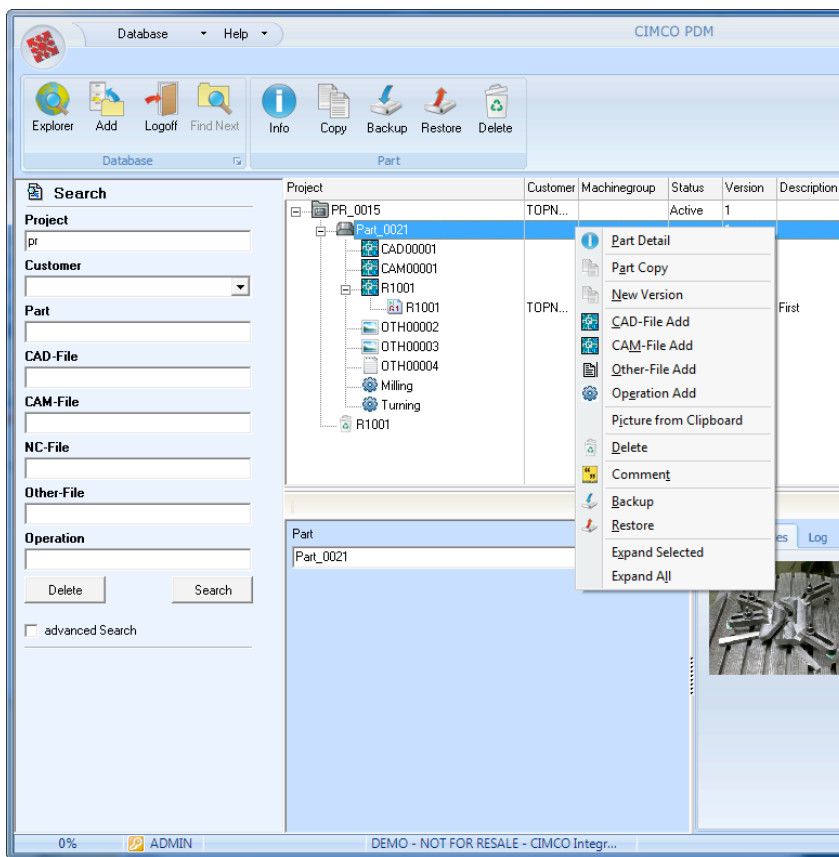 Database Help CIMCO PDM
Explorer Add Logoff Find Next Info Copy Backup Restore Delete
Database Part
Search
Project
pr
Customer
Part
CAD-File
CAM-File
NC-File
Other-File
Operation
Delete Search
advanced Search
Project Customer Machinegroup Status Version Description
PR_0015 TOPN... Active 1
Part_0021
CAD00001
CAM00001
R1001
R1001 TOPN... First
OTH00002
OTH00003
OTH00004
Milling
Turning
R1001
Part Detail
Part Copy
New Version
CAD-File Add
CAM-File Add
Other-File Add
Operation Add
Picture from Clipboard
Delete
Comment
Backup
Restore
Expand Selected
Expand All
Part
Part_0021
es Log
0% ADMIN DEMO - NOT FOR RESALE - CIMCO Integr...